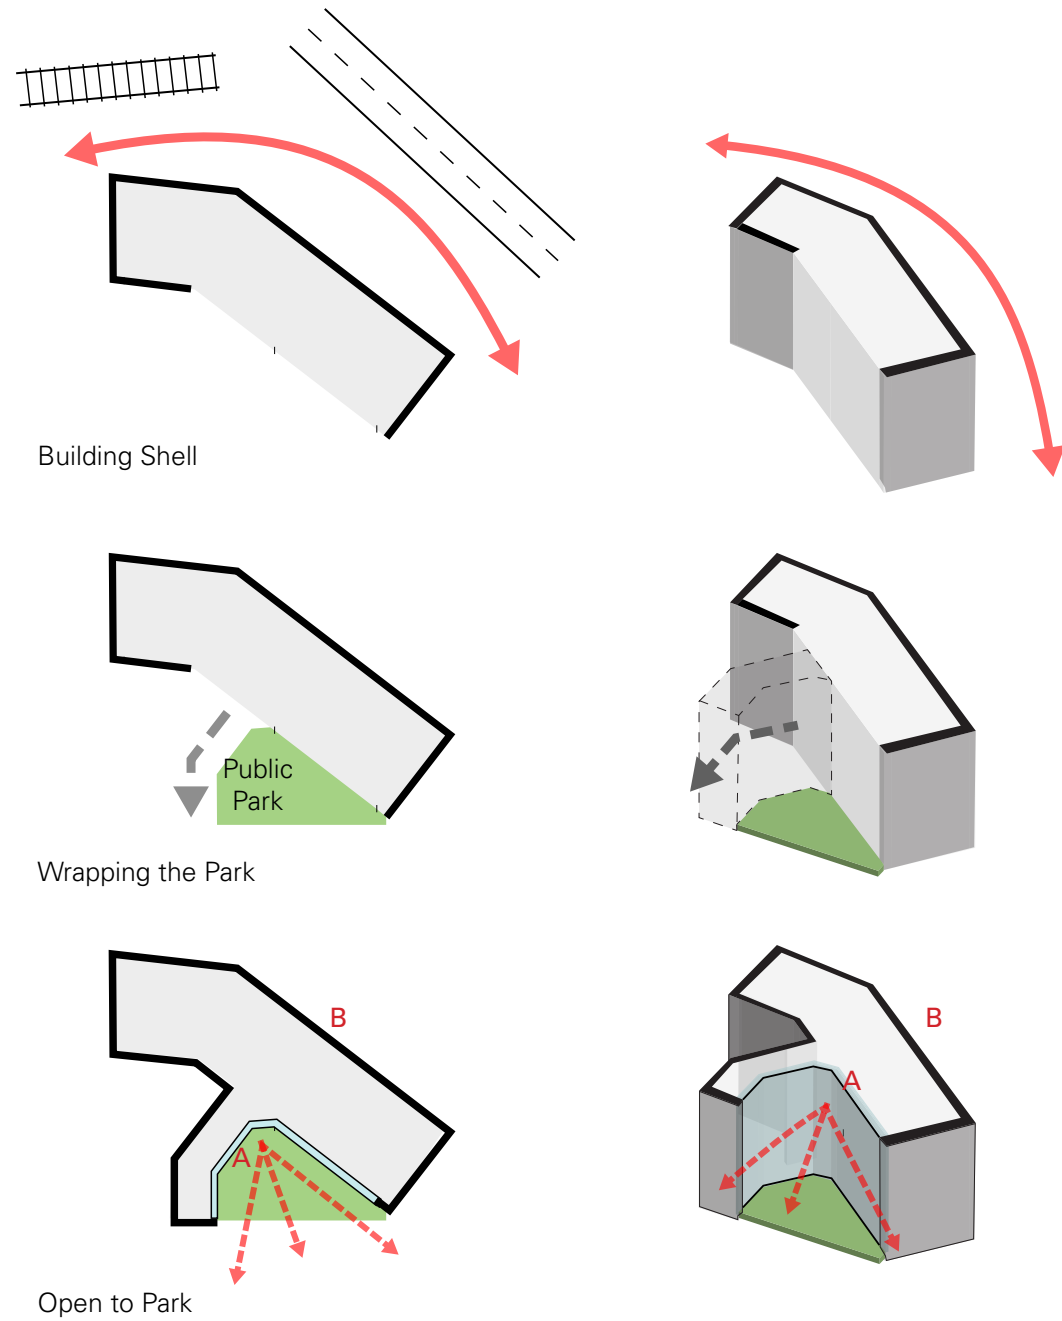 Building Shell
Public
Park
Wrapping the Park
B
A
B
A
Open to Park